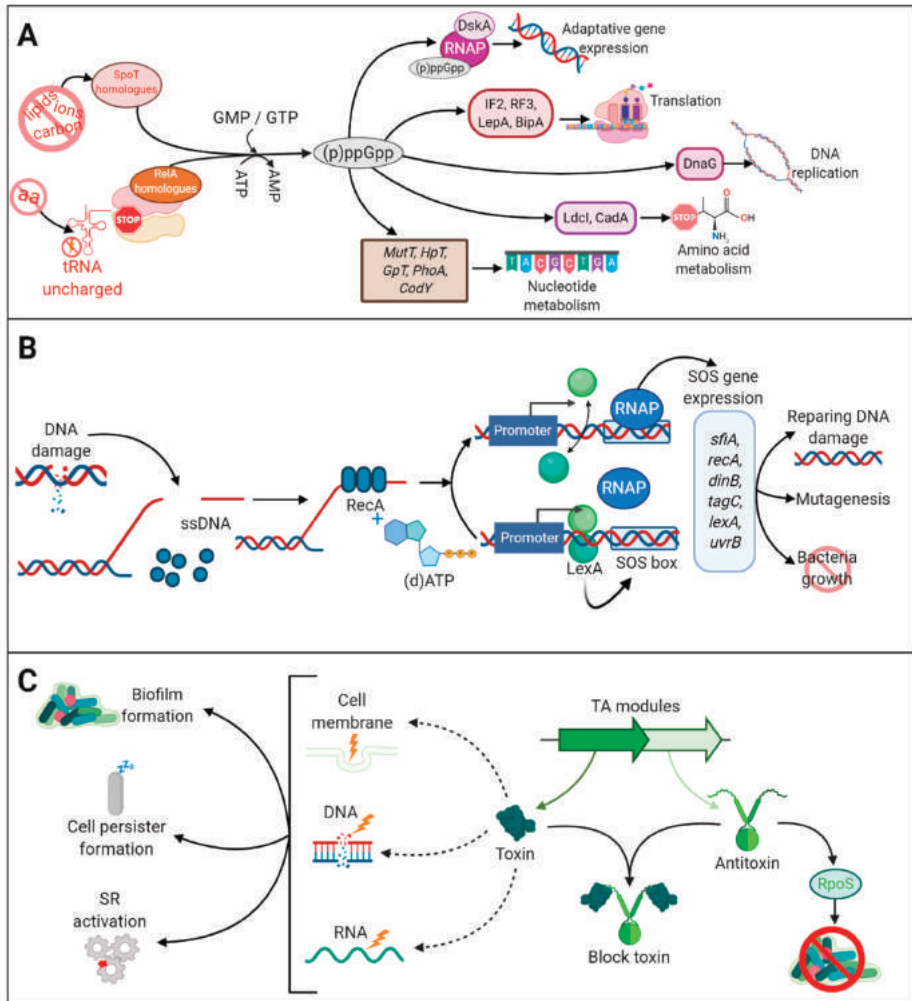 A
lipids
ions
carbon
SpoT
homologues
aa
tRNA
uncharged
STOP
RelA
homologues
GMP / GTP
ATP
AMP
(p)ppGpp
DskA
RNAP
(p)ppGpp
Adaptative gene
expression
IF2, RF3,
LepA, BipA
Translation
DnaG
DNA
replication
LdcI, CadA
STOP
O
OH
NH2
Amino acid
metabolism
MutT, HpT,
GpT, PhoA,
CodY
T A C G C T G A
Nucleotide
metabolism
B
DNA
damage
ssDNA
RecA
+
(d)ATP
P P P
Promoter
RNAP
RNAP
Promoter
LexA
SOS box
SOS gene
expression
sfiA,
recA,
dinB,
tagC,
lexA,
uvrB
Reparing DNA
damage
Mutagenesis
Bacteria
growth
C
Biofilm
formation
zzz
Cell persister
formation
SR
activation
Cell
membrane
DNA
RNA
TA modules
Toxin
Antitoxin
Block toxin
RpoS